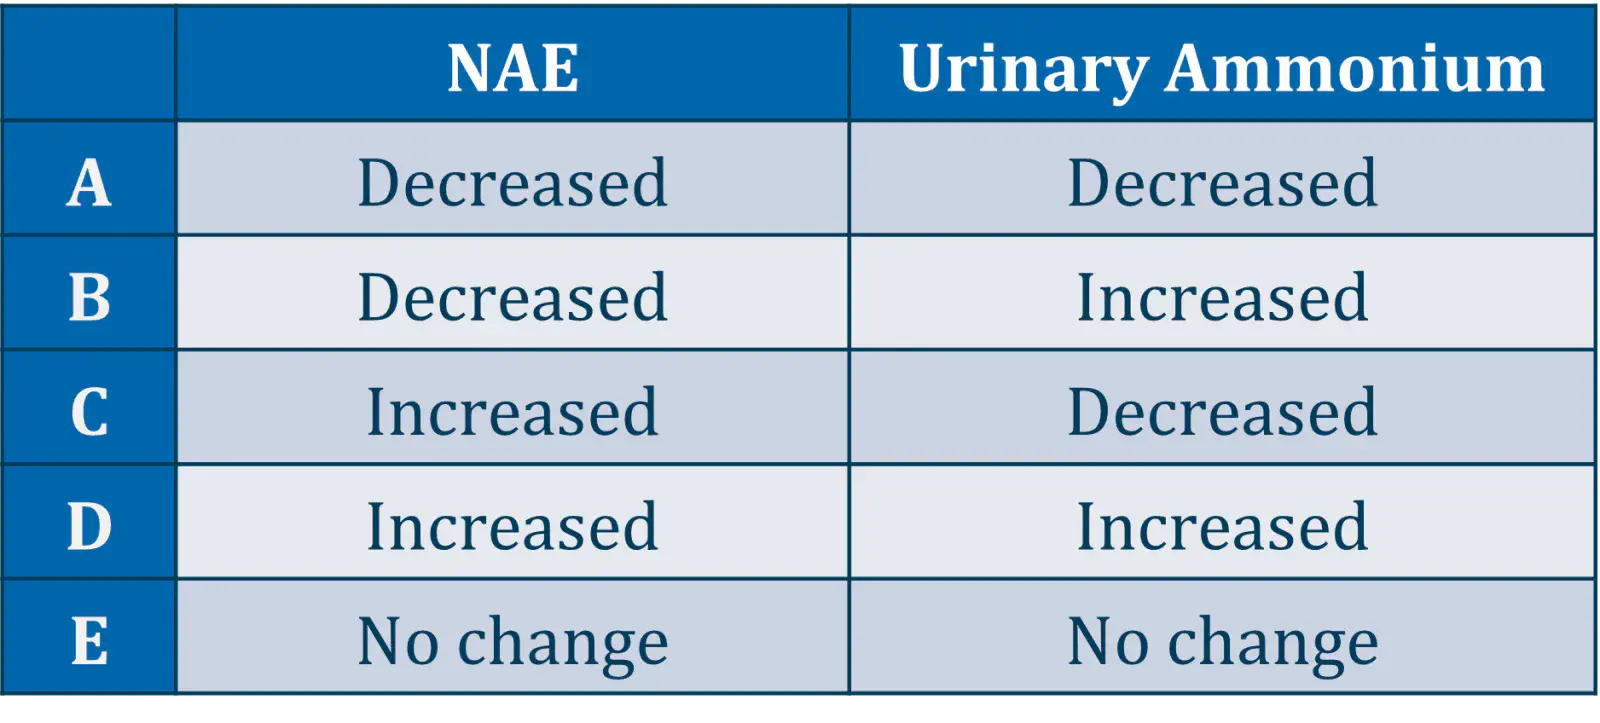 NAE Urinary Ammonium
A Decreased Decreased
B Decreased Increased
C Increased Decreased
D Increased Increased
E No change No change